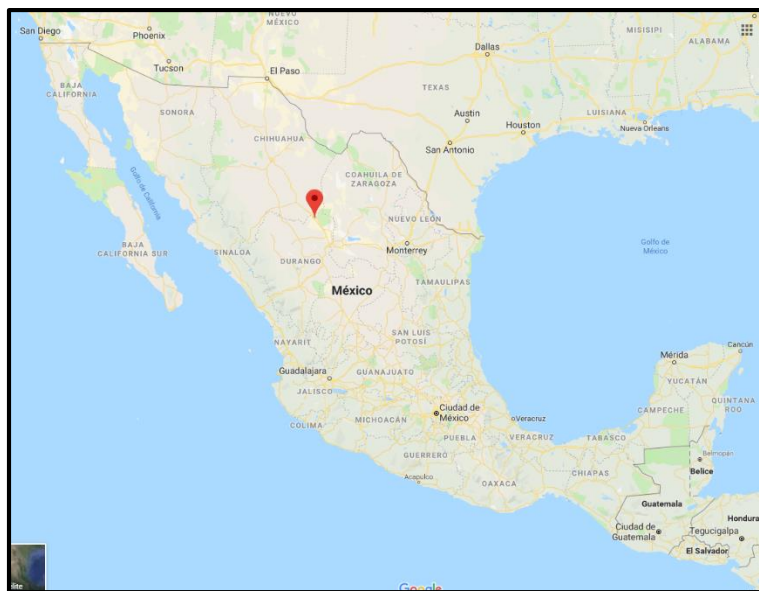 NUEVO
MÉXICO
San Diego
Phoenix
Dallas
MISISIPI
ALABAMA
Tucson
El Paso
BAJA
CALIFORNIA
TEXAS
SONORA
Austin
LUISIANA
Houston
Nueva Orleans
CHIHUAHUA
San Antonio
COAHUILA DE
ZARAGOZA
Golfo de California
NUEVO LEÓN
BAJA
CALIFORNIA SUR
SINALOA
Monterrey
Golfo de
México
DURANGO
TAMAULIPAS
México
SAN LUIS
POTOSÍ
NAYARIT
Cancún
Mérida
Guadalajara
GUANAJUATO
YUCATÁN
JALISCO
QUINTANA
ROO
Ciudad de
México
CAMPECHE
COLIMA
MICHOACÁN
Veracruz
PUEBLA
VERACRUZ
TABASCO
GUERRERO
Belmopán
Acapulco
OAXACA
CHIAPAS
Belice
Guatemala
Hondura
Ciudad de
Guatemala
Tegucigalpa
El Salvador
Google